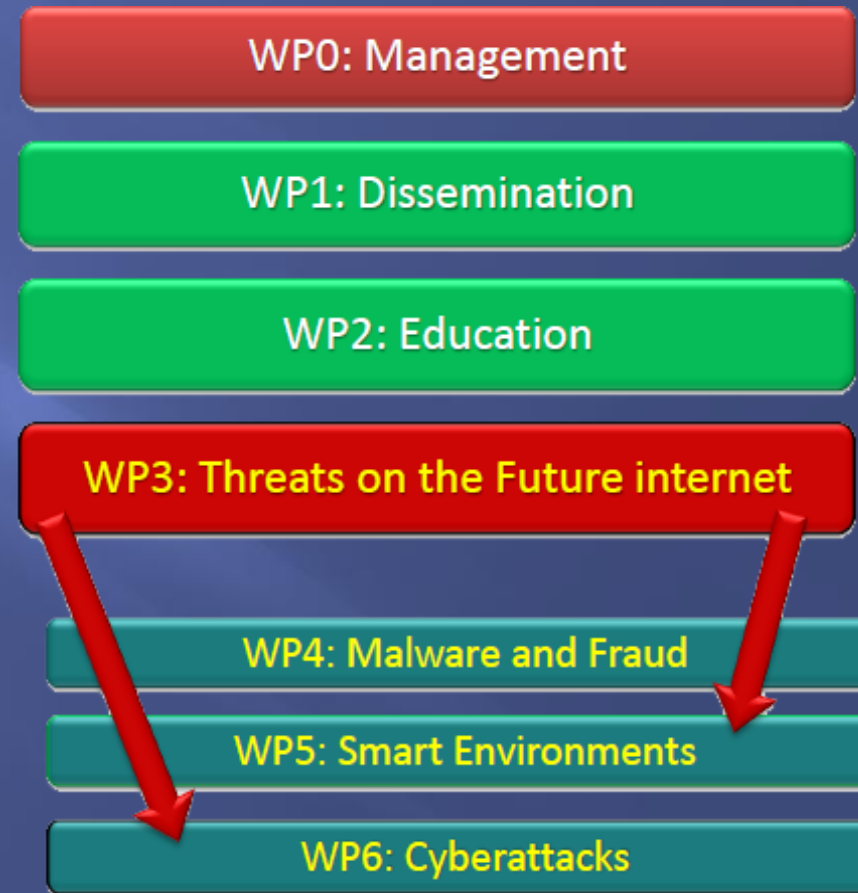 WP0: Management
WP1: Dissemination
WP2: Education
WP3: Threats on the Future internet
WP4: Malware and Fraud
WP5: Smart Environments
WP6: Cyberattacks